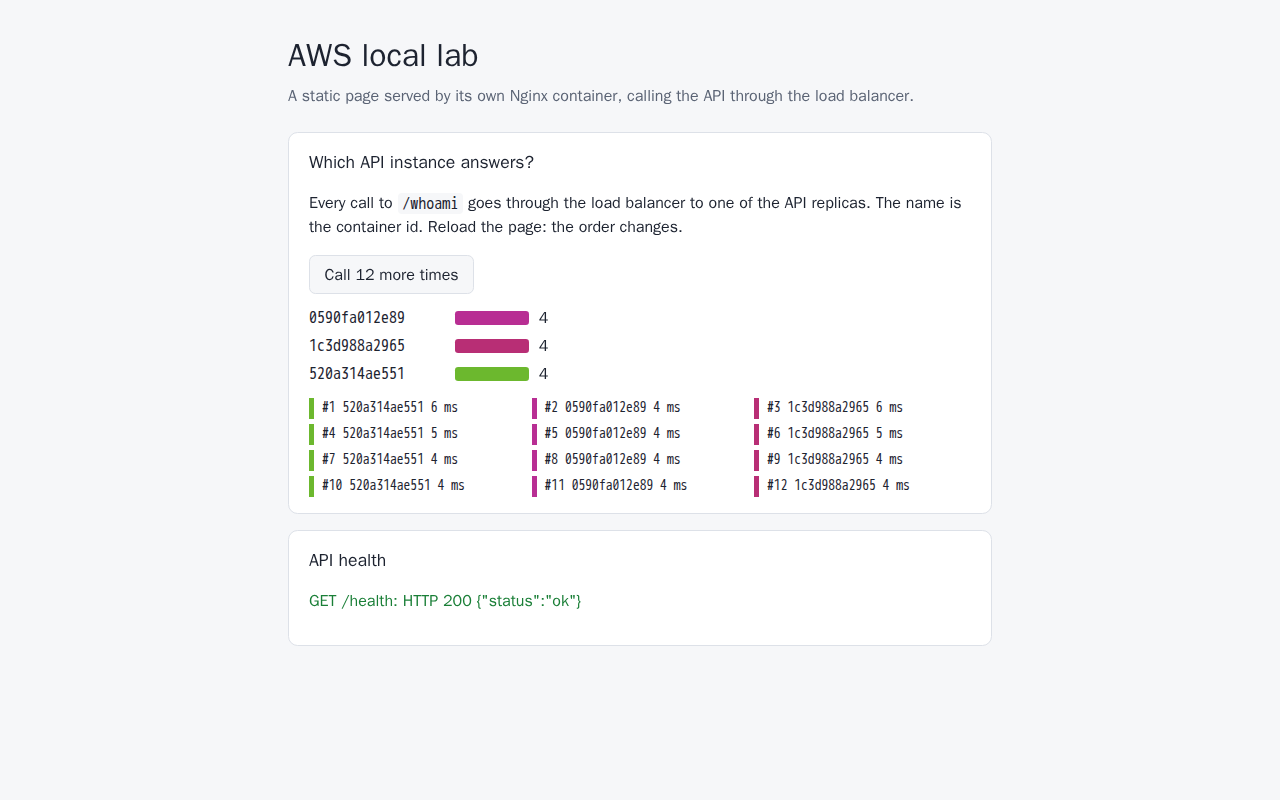 AWS local lab
A static page served by its own Nginx container, calling the API through the load balancer.
Which API instance answers?
Every call to /whoami goes through the load balancer to one of the API replicas. The name is
the container id. Reload the page: the order changes.
Call 12 more times
0590fa012e89 4
1c3d988a2965 4
520a314ae551 4
#1 520a314ae551 6 ms #2 0590fa012e89 4 ms #3 1c3d988a2965 6 ms
#4 520a314ae551 5 ms #5 0590fa012e89 4 ms #6 1c3d988a2965 5 ms
#7 520a314ae551 4 ms #8 0590fa012e89 4 ms #9 1c3d988a2965 4 ms
#10 520a314ae551 4 ms #11 0590fa012e89 4 ms #12 1c3d988a2965 4 ms
API health
GET /health: HTTP 200 {"status":"ok"}